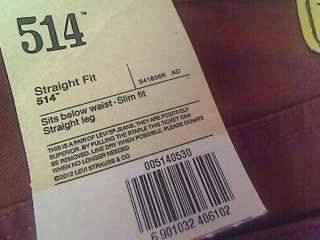 514™
Straight Fit
514™
S41856R AD
Sits below waist · Slim fit
Straight leg
THIS IS A PAIR OF LEVI'S® JEANS, THEY ARE POSITIVELY
SUPERIOR. BY PULLING THE STAPLE THIS TICKET CAN
BE REMOVED. LINE DRY WHEN POSSIBLE. PLEASE DONATE
WHEN NO LONGER NEEDED
©2012 LEVI STRAUSS & CO
005140530
6 901032 406102